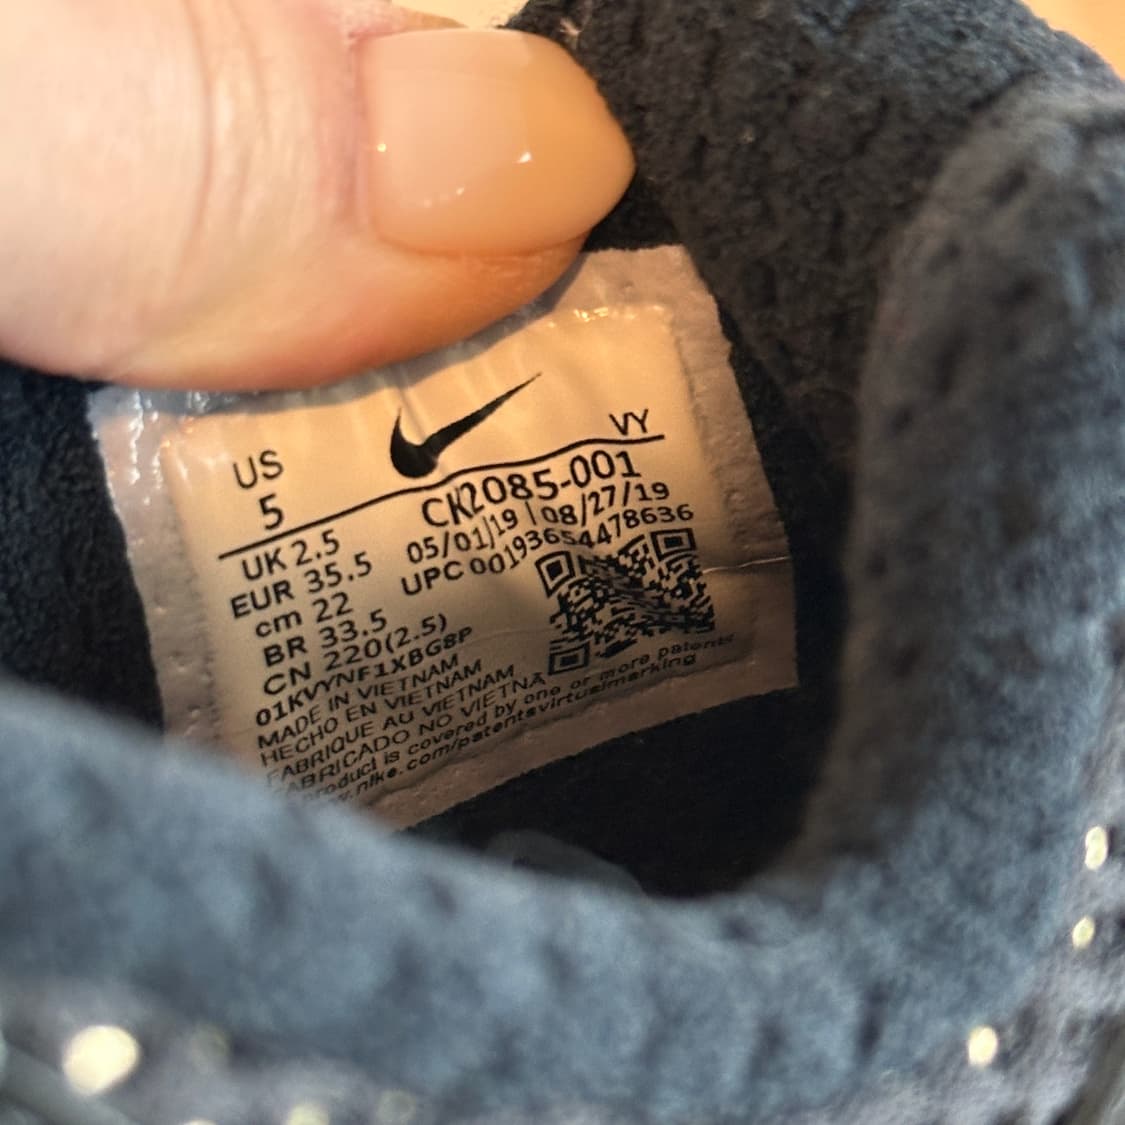 US
5
VY
CK2085-001
05/01/19 | 08/27/19
UPC 00193654478636
UK 2.5
EUR 35.5
cm 22
BR 33.5
CN 220(2.5)
01KVYNF1XBG8P
MADE IN VIETNAM
HECHO EN VIETNAM
FABRIQUE AU VIETNAM
FABRICADO NO VIETNA
product is covered by one or more patents
.nike.com/patentsvirtualmarking